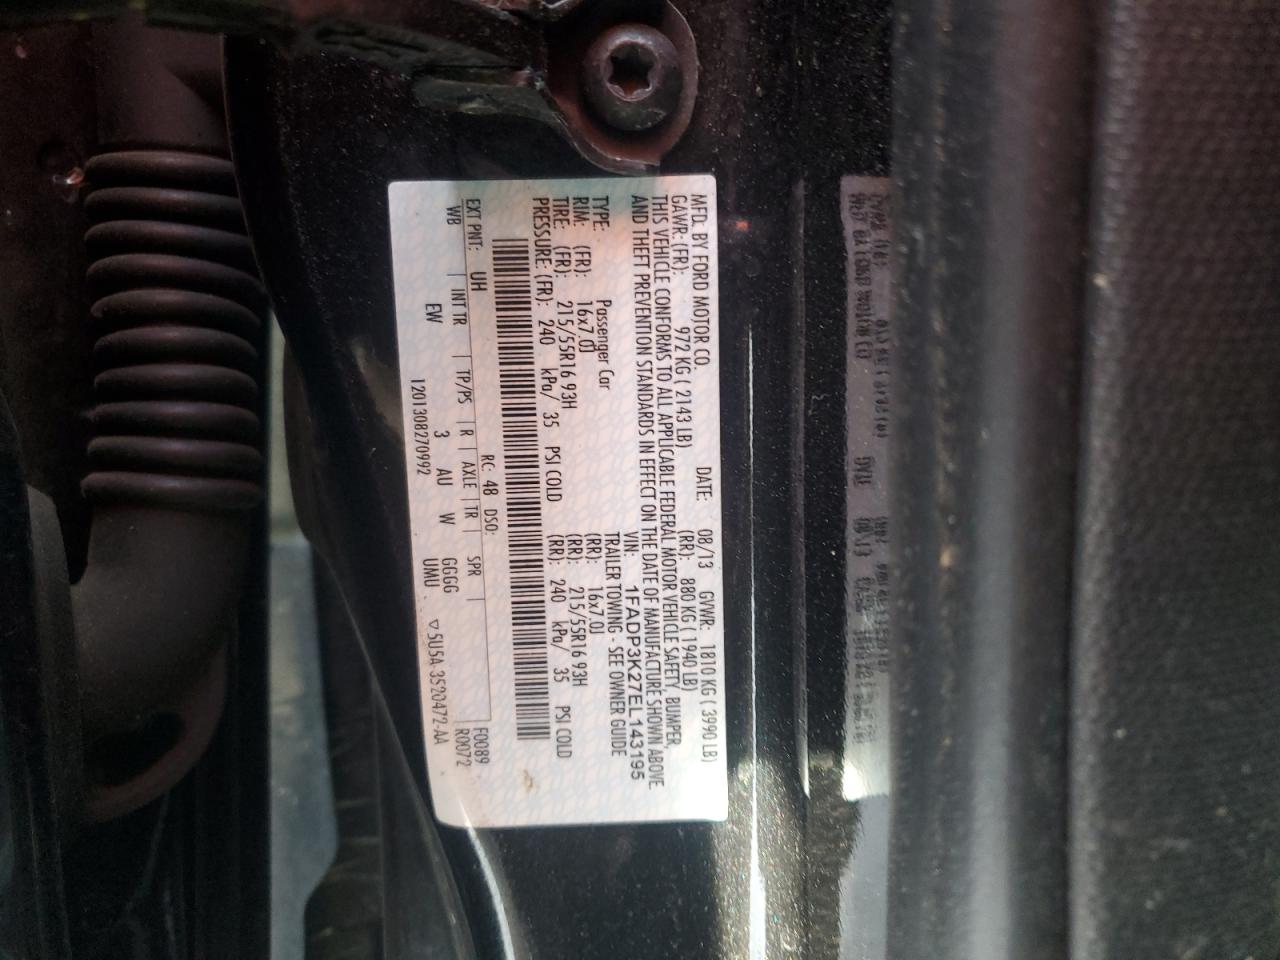 MFD. BY FORD MOTOR CO.
DATE: 08/13 GVWR: 1810 KG ( 3990 LB)
GAWR: (FR): 972 KG ( 2143 LB) (RR): 880 KG ( 1940 LB)
THIS VEHICLE CONFORMS TO ALL APPLICABLE FEDERAL MOTOR VEHICLE SAFETY, BUMPER,
AND THEFT PREVENTION STANDARDS IN EFFECT ON THE DATE OF MANUFACTURE SHOWN ABOVE
VIN: 1FADP3K27EL143195
TYPE: Passenger Car TRAILER TOWING - SEE OWNER GUIDE
RIM: (FR): 16x7.0J (RR): 16x7.0J
TIRE: (FR): 215/55R16 93H (RR): 215/55R16 93H
PRESSURE: (FR): 240 kPa/ 35 PSI COLD (RR): 240 kPa/ 35 PSI COLD
RC: 48 DSO: F0089
EXT PNT: UH R0072
WB INT TR TP/PS R AXLE TR SPR
EW 3 AU W GGGG
UMU
1201308270992 ▽5U5A-3520472-AA